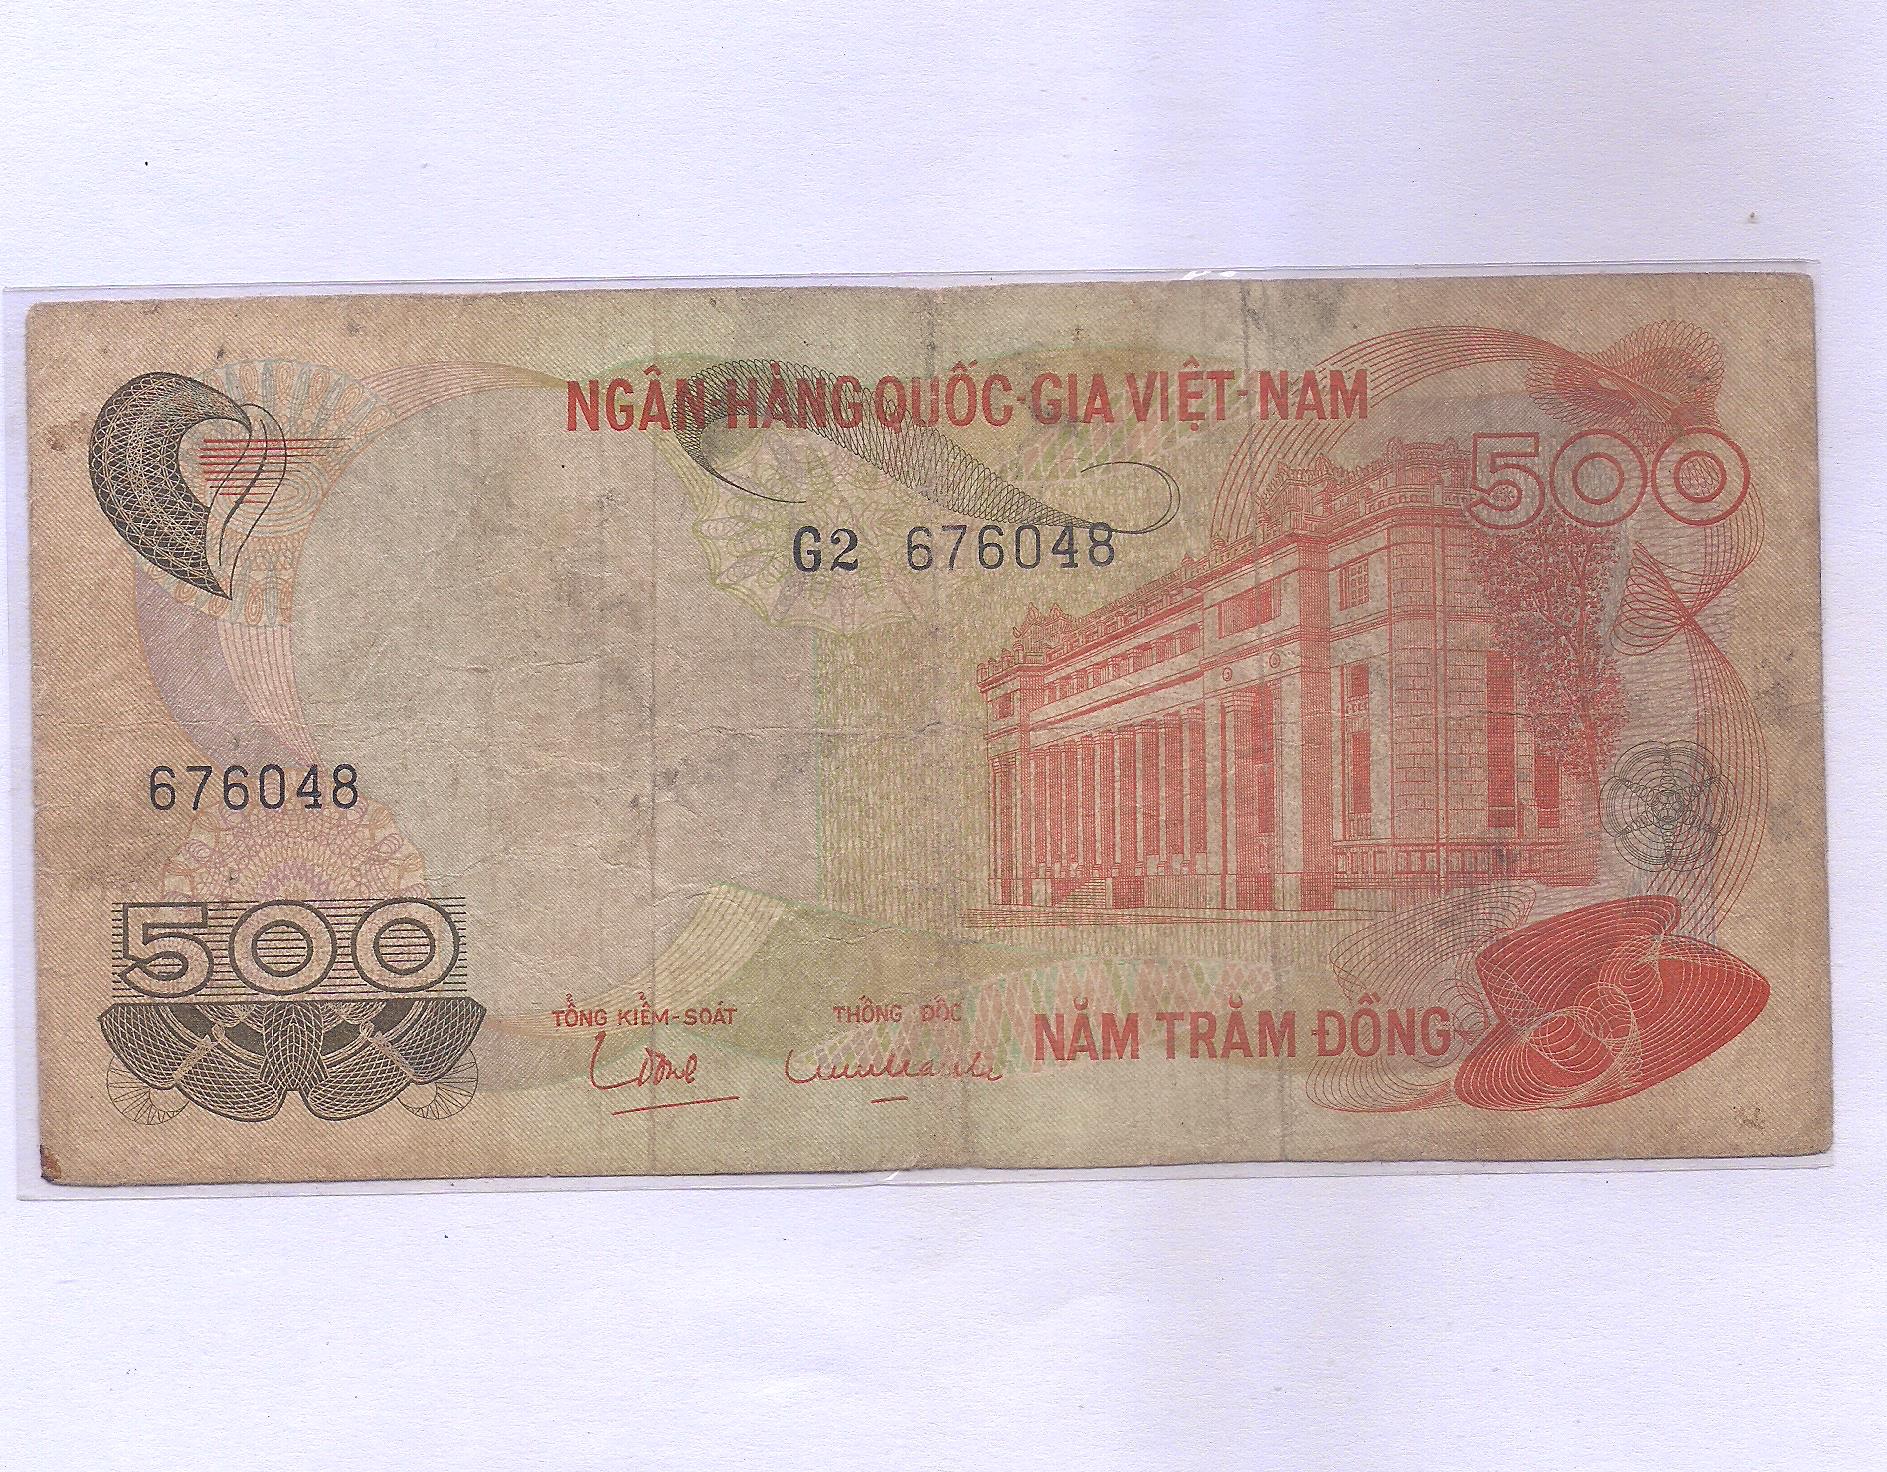 NGÂN-HÀNG QUỐC-GIA VIỆT-NAM
500
G2 676048
676048
500
TỔNG KIỂM-SOÁT
THỐNG ĐỐC
NĂM TRĂM ĐỒNG